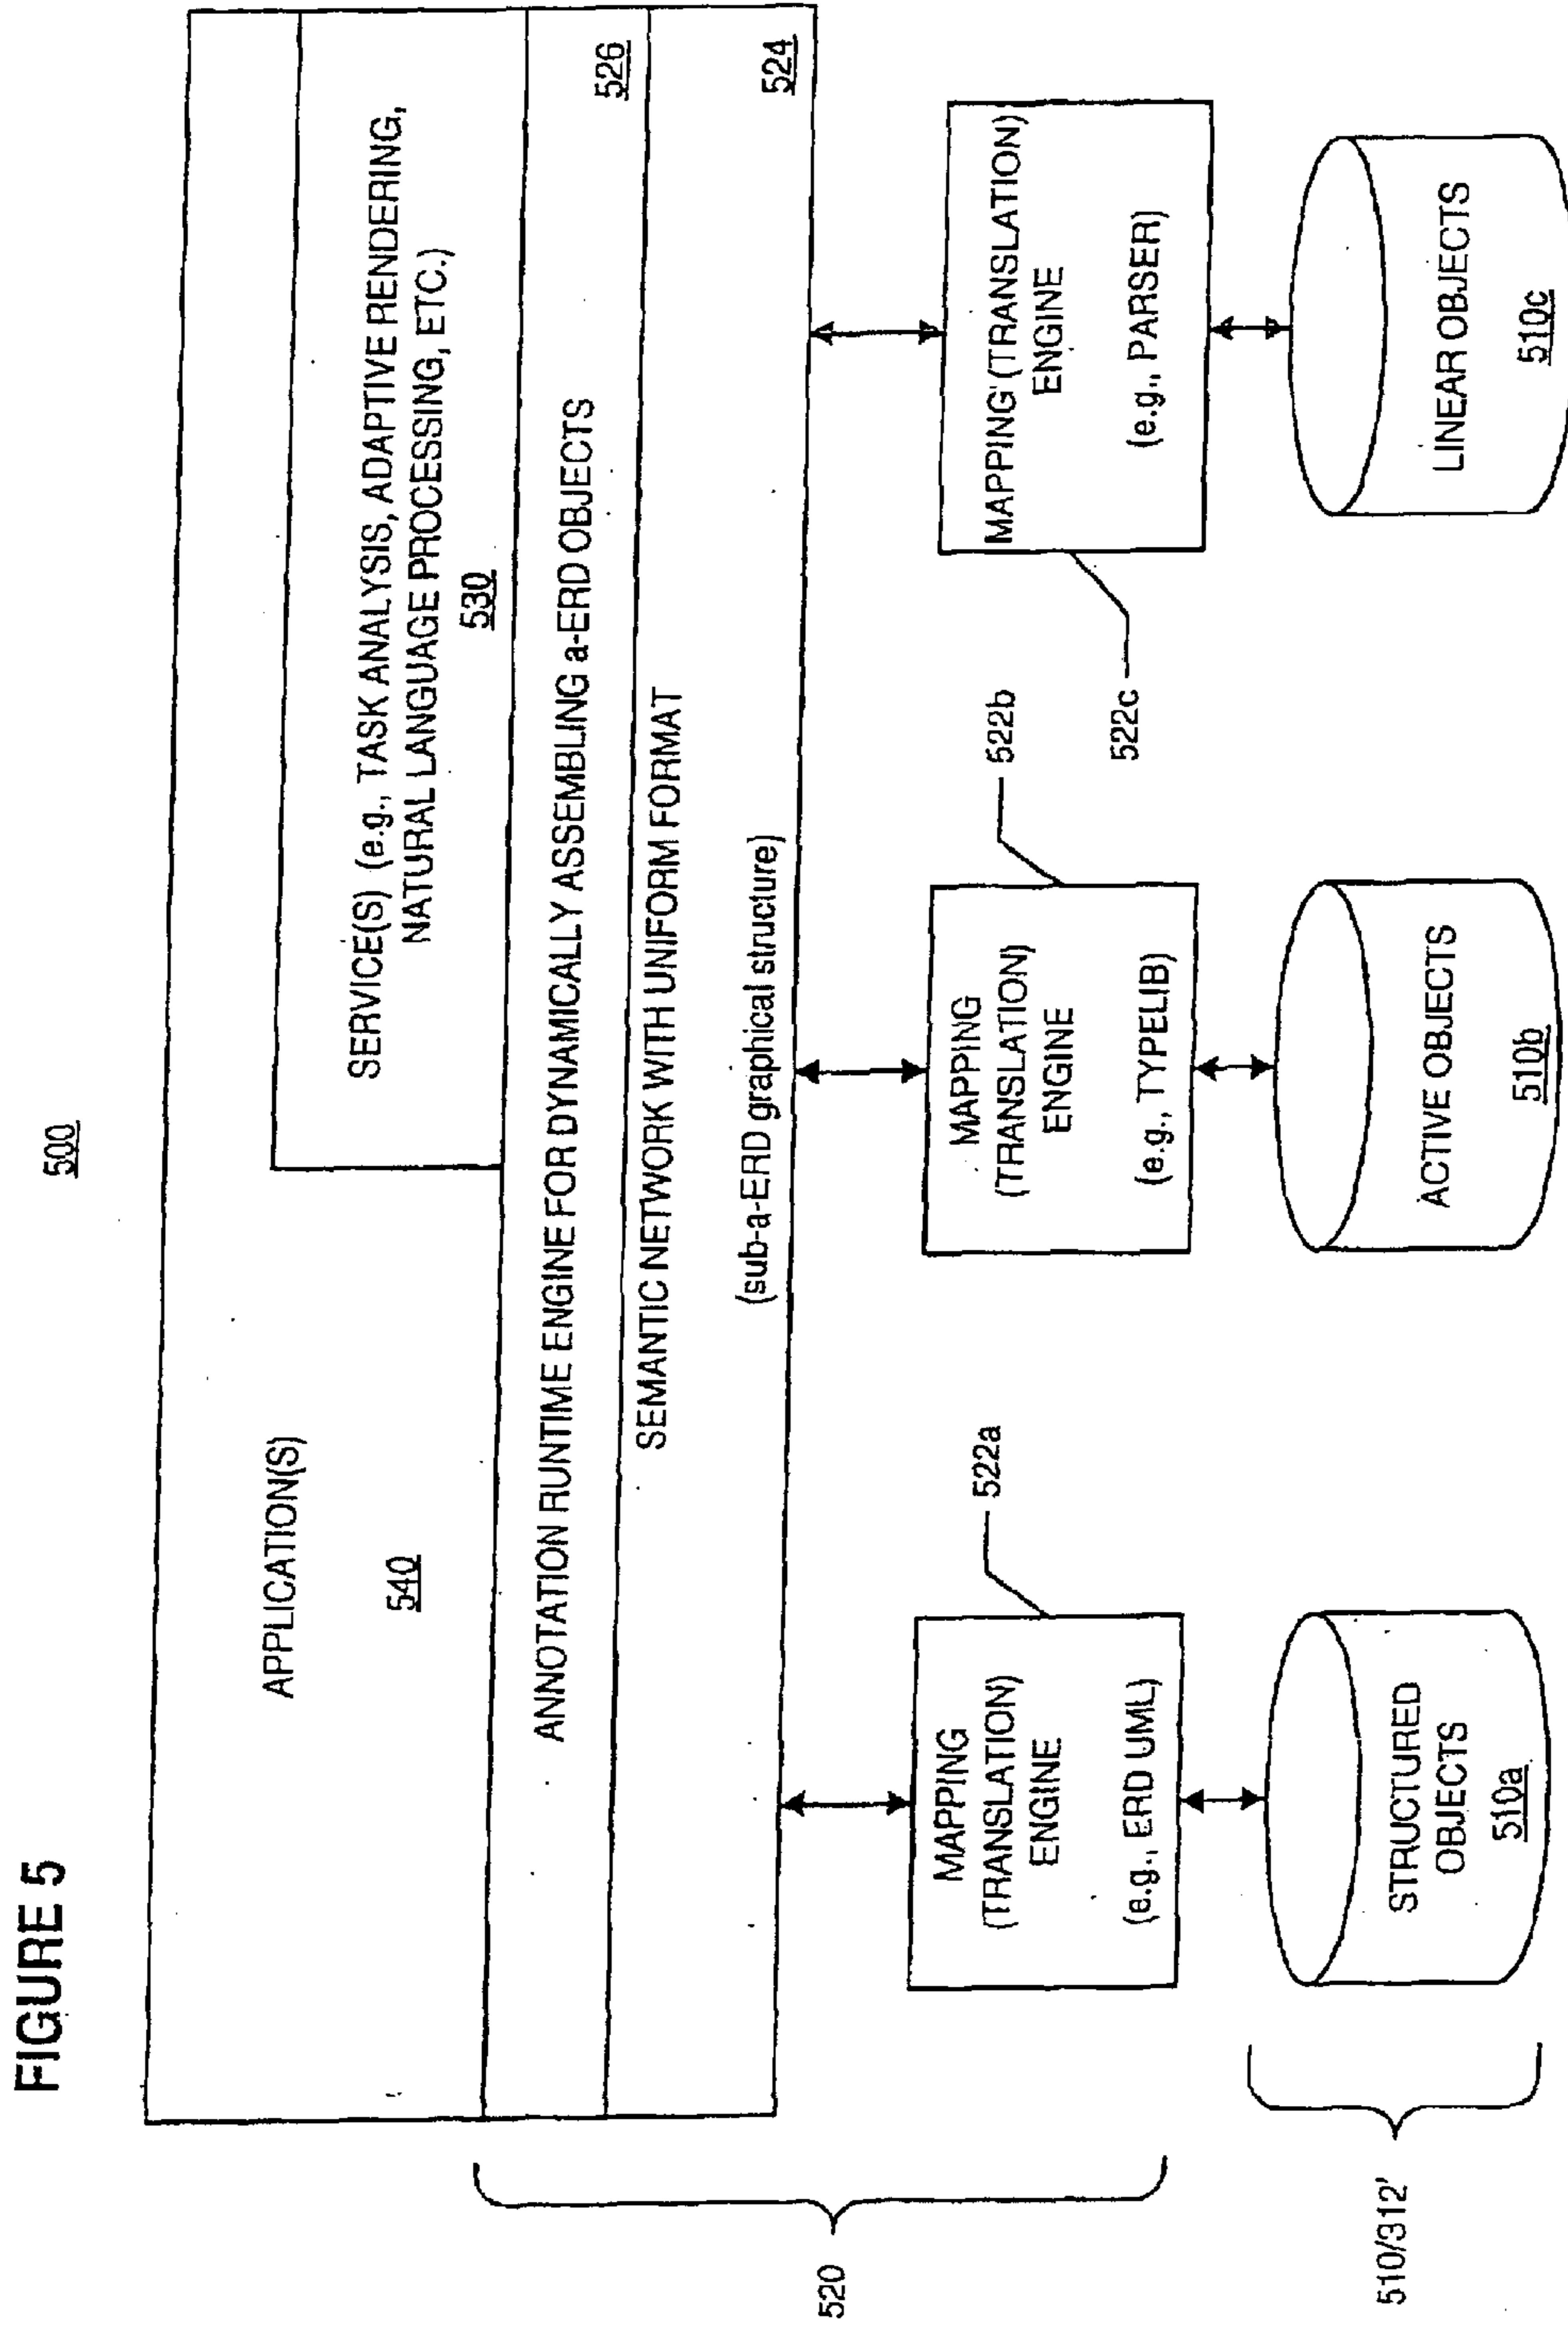 FIGURE 5
500
APPLICATION(S)
540
SERVICE(S) (e.g., TASK ANALYSIS, ADAPTIVE RENDERING,
NATURAL LANGUAGE PROCESSING, ETC.)
530
ANNOTATION RUNTIME ENGINE FOR DYNAMICALLY ASSEMBLING a-ERD OBJECTS
526
SEMANTIC NETWORK WITH UNIFORM FORMAT
(sub-a-ERD graphical structure)
524
520
MAPPING
(TRANSLATION)
ENGINE
(e.g., ERD UML)
522a
MAPPING
(TRANSLATION)
ENGINE
(e.g., TYPELIB)
522b
MAPPING (TRANSLATION)
ENGINE
(e.g., PARSER)
522c
510/312'
STRUCTURED
OBJECTS
510a
ACTIVE OBJECTS
510b
LINEAR OBJECTS
510c